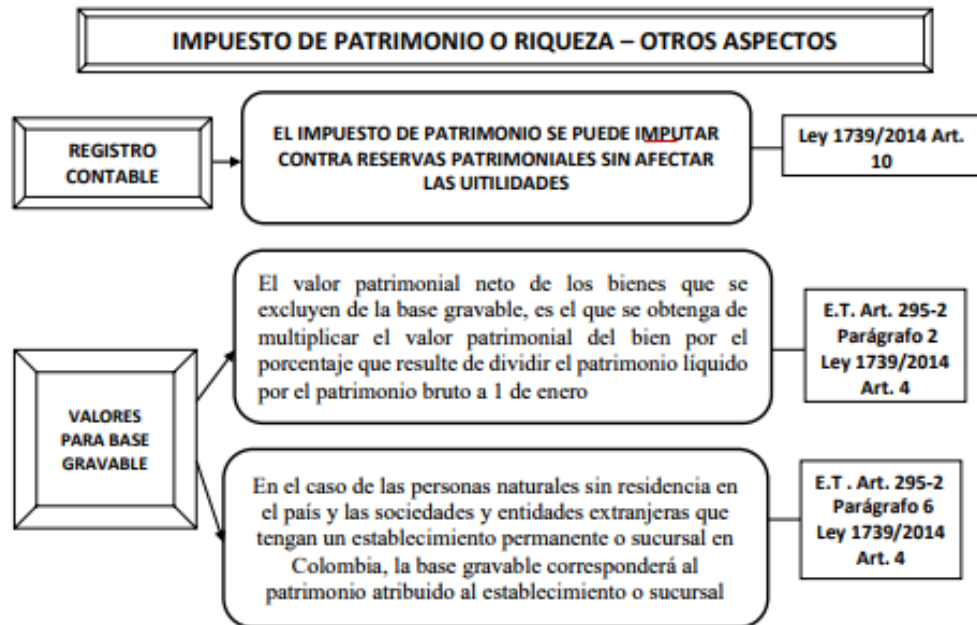 IMPUESTO DE PATRIMONIO O RIQUEZA – OTROS ASPECTOS
REGISTRO
CONTABLE
EL IMPUESTO DE PATRIMONIO SE PUEDE IMPUTAR
CONTRA RESERVAS PATRIMONIALES SIN AFECTAR
LAS UITILIDADES
Ley 1739/2014 Art.
10
VALORES
PARA BASE
GRAVABLE
El valor patrimonial neto de los bienes que se
excluyen de la base gravable, es el que se obtenga de
multiplicar el valor patrimonial del bien por el
porcentaje que resulte de dividir el patrimonio líquido
por el patrimonio bruto a 1 de enero
E.T. Art. 295-2
Parágrafo 2
Ley 1739/2014
Art. 4
En el caso de las personas naturales sin residencia en
el país y las sociedades y entidades extranjeras que
tengan un establecimiento permanente o sucursal en
Colombia, la base gravable corresponderá al
patrimonio atribuido al establecimiento o sucursal
E.T . Art. 295-2
Parágrafo 6
Ley 1739/2014
Art. 4